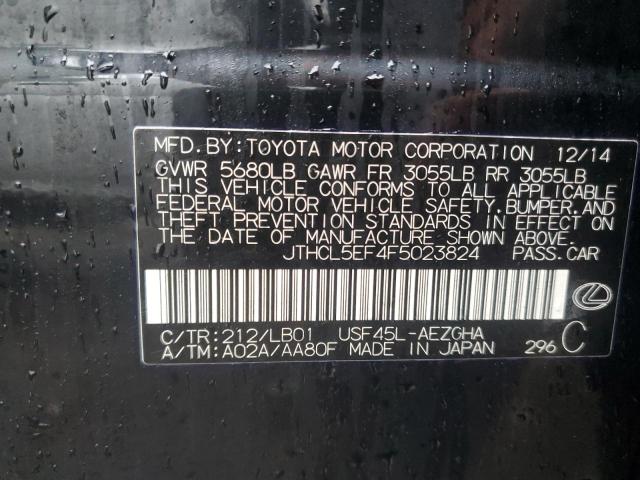 MFD.BY:TOYOTA MOTOR CORPORATION 12/14
GVWR 5680LB GAWR FR 3055LB RR 3055LB
THIS VEHICLE CONFORMS TO ALL APPLICABLE
FEDERAL MOTOR VEHICLE SAFETY,BUMPER,AND
THEFT PREVENTION STANDARDS IN EFFECT ON
THE DATE OF MANUFACTURE SHOWN ABOVE.
JTHCL5EF4F5023824 PASS.CAR
C/TR:212/LB01 USF45L-AEZGHA
A/TM:A02A/AA80F MADE IN JAPAN 296 C